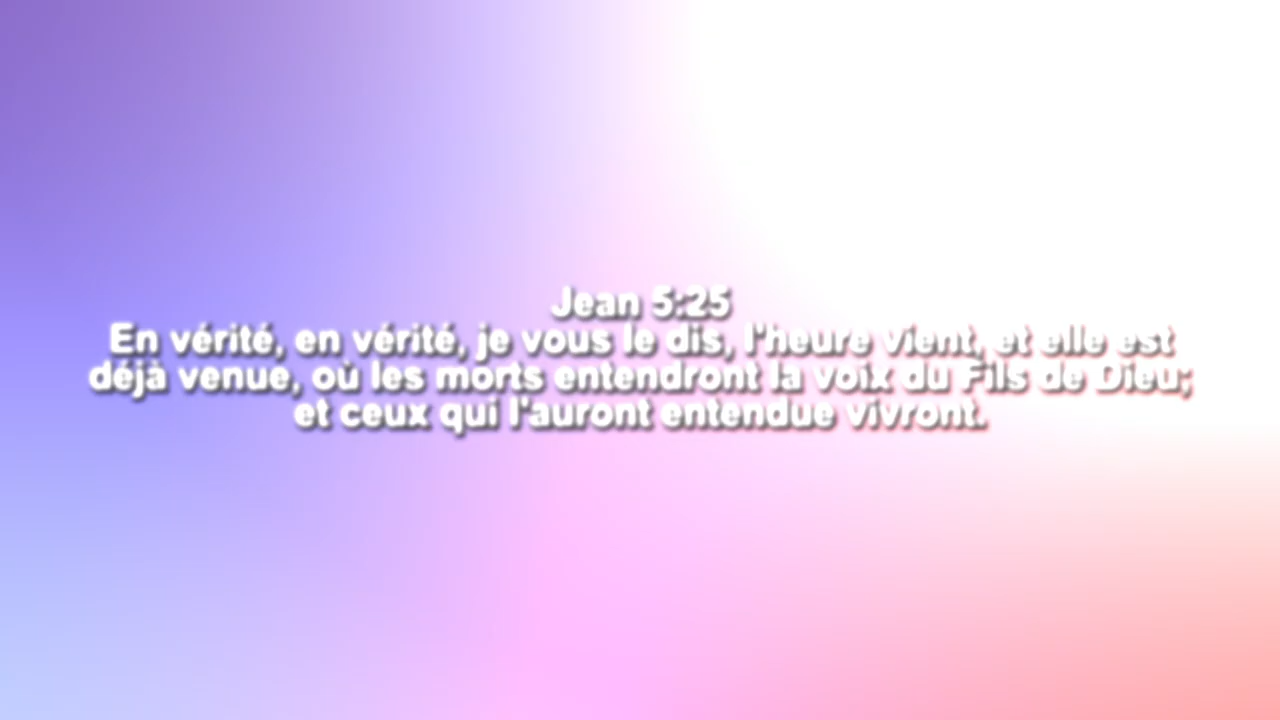 Jean 5:25
En vérité, en vérité, je vous le dis, l'heure vient, et elle est
déjà venue, où les morts entendront la voix du Fils de Dieu;
et ceux qui l'auront entendue vivront.